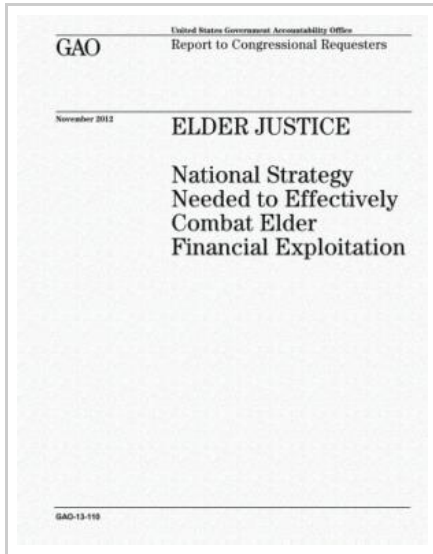 United States Government Accountability Office
GAO
Report to Congressional Requesters
November 2012
ELDER JUSTICE
National Strategy
Needed to Effectively
Combat Elder
Financial Exploitation
GAO-13-110